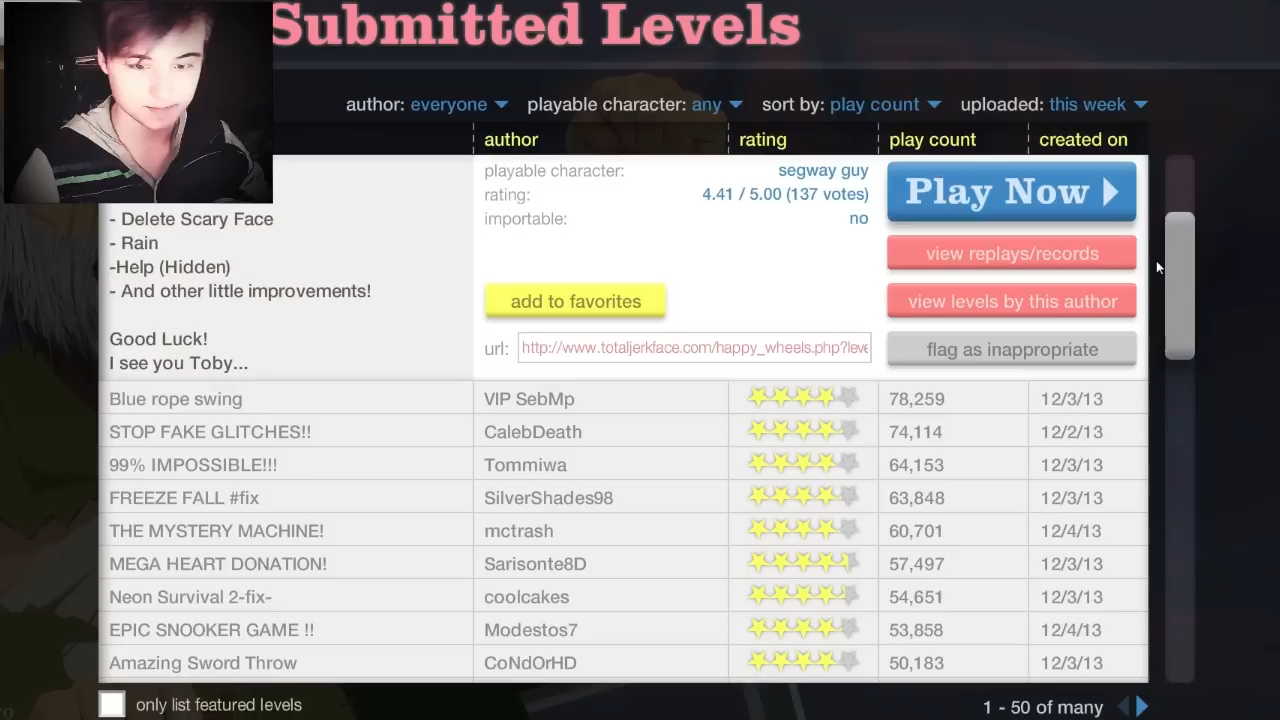 Submitted Levels
author: everyone playable character: any sort by: play count uploaded: this week
author rating play count created on
playable character: segway guy
rating: 4.41 / 5.00 (137 votes)
importable: no
Play Now
- Delete Scary Face
- Rain
-Help (Hidden)
- And other little improvements!
Good Luck!
I see you Toby...
view replays/records
add to favorites
view levels by this author
url: http://www.totaljerkface.com/happy_wheels.php?leve
flag as inappropriate
Blue rope swing VIP SebMp 78,259 12/3/13
STOP FAKE GLITCHES!! CalebDeath 74,114 12/2/13
99% IMPOSSIBLE!!! Tommiwa 64,153 12/3/13
FREEZE FALL #fix SilverShades98 63,848 12/3/13
THE MYSTERY MACHINE! mctrash 60,701 12/4/13
MEGA HEART DONATION! Sarisonte8D 57,497 12/3/13
Neon Survival 2-fix- coolcakes 54,651 12/3/13
EPIC SNOOKER GAME !! Modestos7 53,858 12/4/13
Amazing Sword Throw CoNdOrHD 50,183 12/3/13
only list featured levels
1 - 50 of many